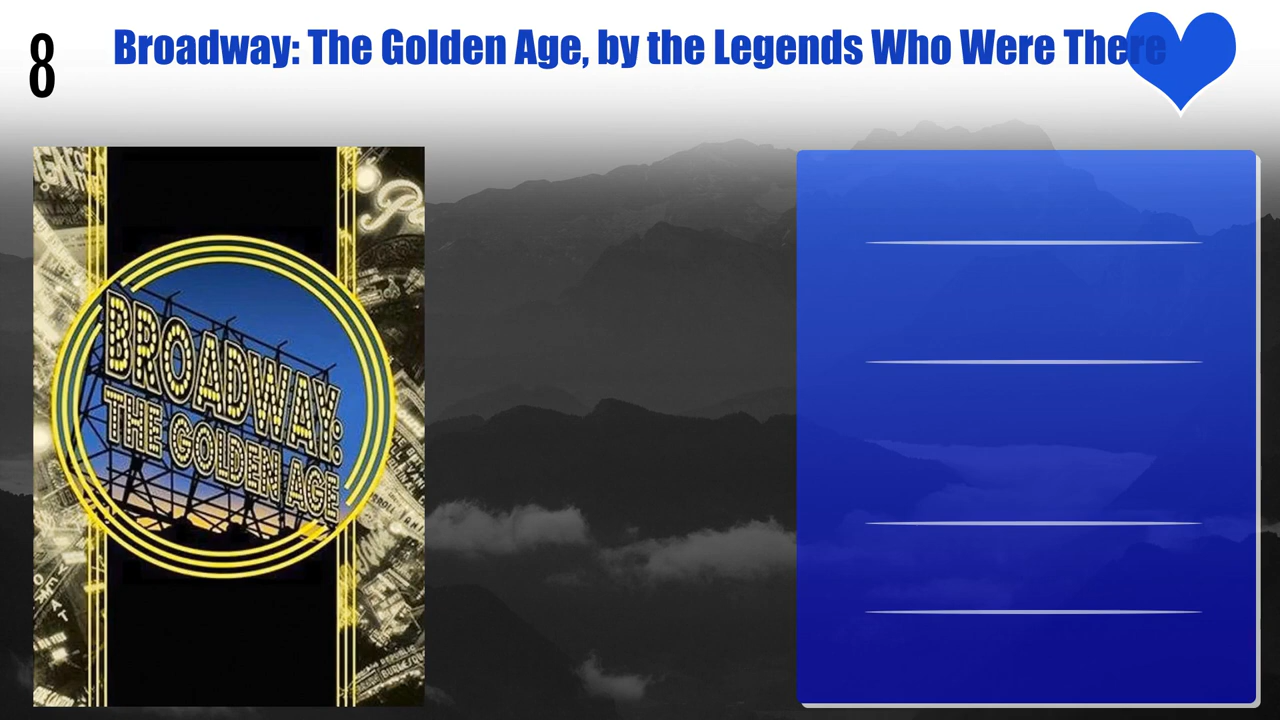 8
Broadway: The Golden Age, by the Legends Who Were There
BROADWAY:
THE GOLDEN AGE